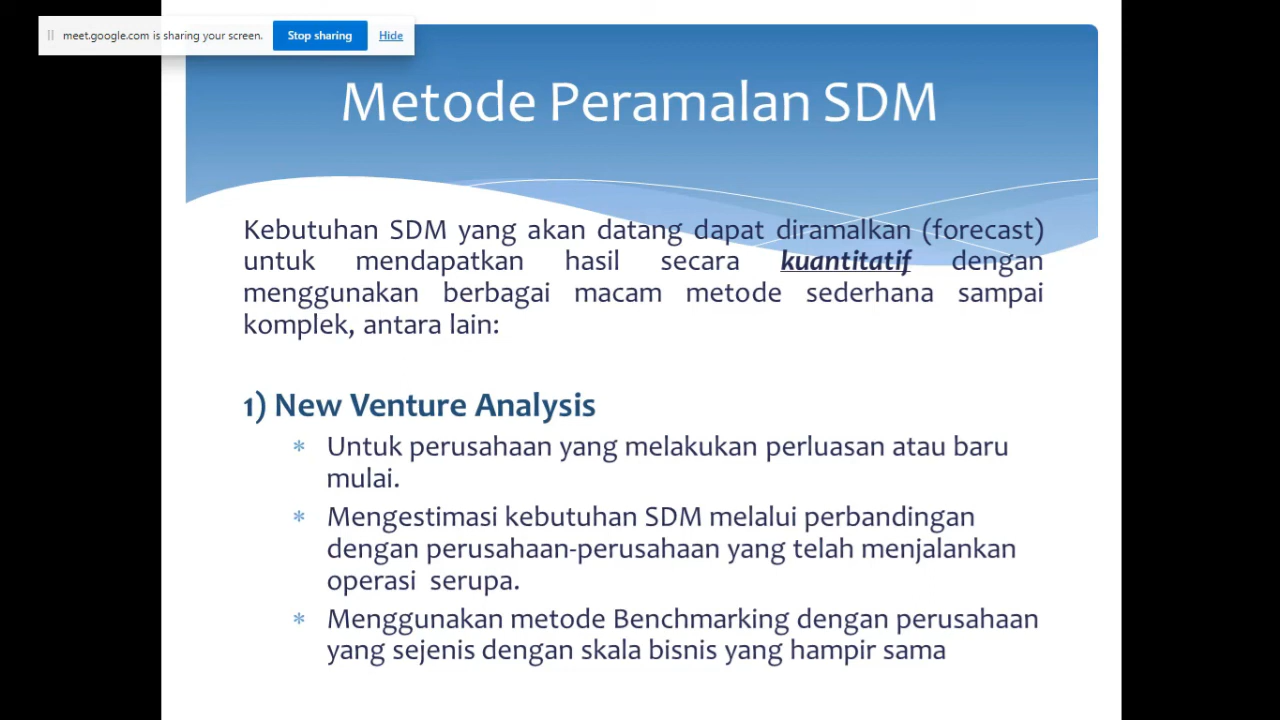 meet.google.com is sharing your screen. Stop sharing Hide
Metode Peramalan SDM
Kebutuhan SDM yang akan datang dapat diramalkan (forecast)
untuk mendapatkan hasil secara kuantitatif dengan
menggunakan berbagai macam metode sederhana sampai
komplek, antara lain:
1) New Venture Analysis
* Untuk perusahaan yang melakukan perluasan atau baru
mulai.
* Mengestimasi kebutuhan SDM melalui perbandingan
dengan perusahaan-perusahaan yang telah menjalankan
operasi serupa.
* Menggunakan metode Benchmarking dengan perusahaan
yang sejenis dengan skala bisnis yang hampir sama